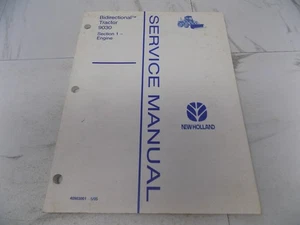 Bidirectional™
Tractor
9030
Section 1 -
Engine
SERVICE MANUAL
NEW HOLLAND